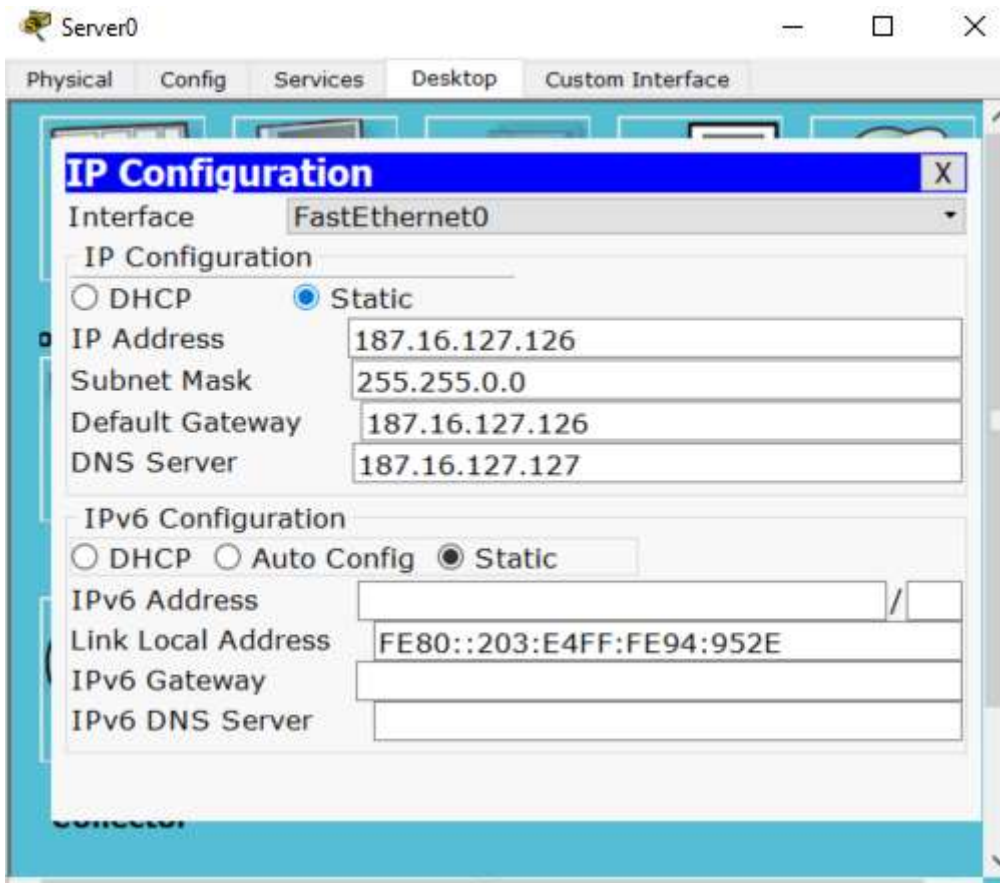 Server0
Physical Config Services Desktop Custom Interface
IP Configuration X
Interface FastEthernet0
IP Configuration
DHCP Static
IP Address 187.16.127.126
Subnet Mask 255.255.0.0
Default Gateway 187.16.127.126
DNS Server 187.16.127.127
IPv6 Configuration
DHCP Auto Config Static
IPv6 Address /
Link Local Address FE80::203:E4FF:FE94:952E
IPv6 Gateway
IPv6 DNS Server